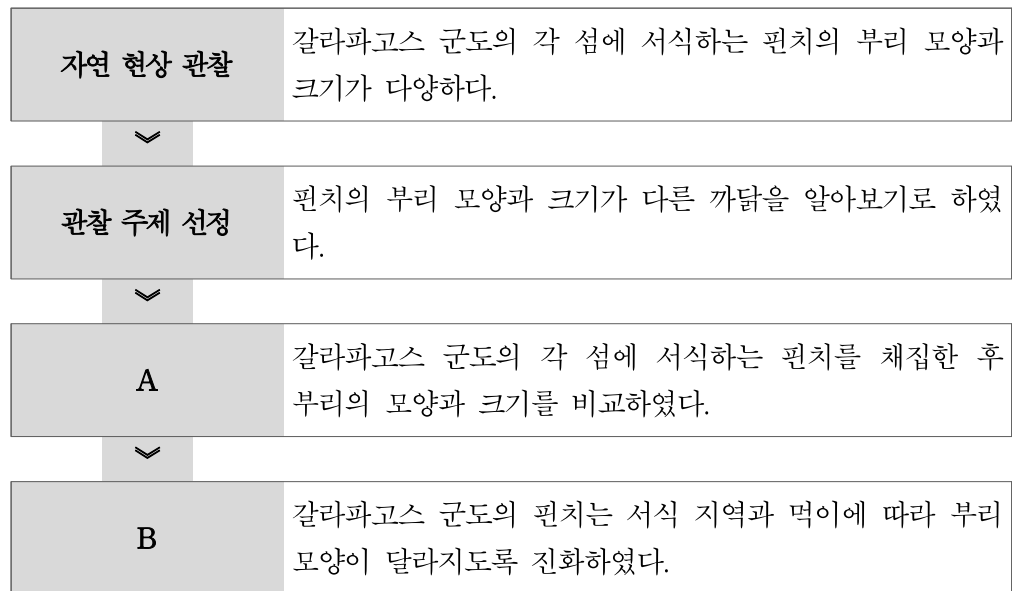 자연 현상 관찰
갈라파고스 군도의 각 섬에 서식하는 핀치의 부리 모양과
크기가 다양하다.
관찰 주제 선정
핀치의 부리 모양과 크기가 다른 까닭을 알아보기로 하였
다.
A
갈라파고스 군도의 각 섬에 서식하는 핀치를 채집한 후
부리의 모양과 크기를 비교하였다.
B
갈라파고스 군도의 핀치는 서식 지역과 먹이에 따라 부리
모양이 달라지도록 진화하였다.